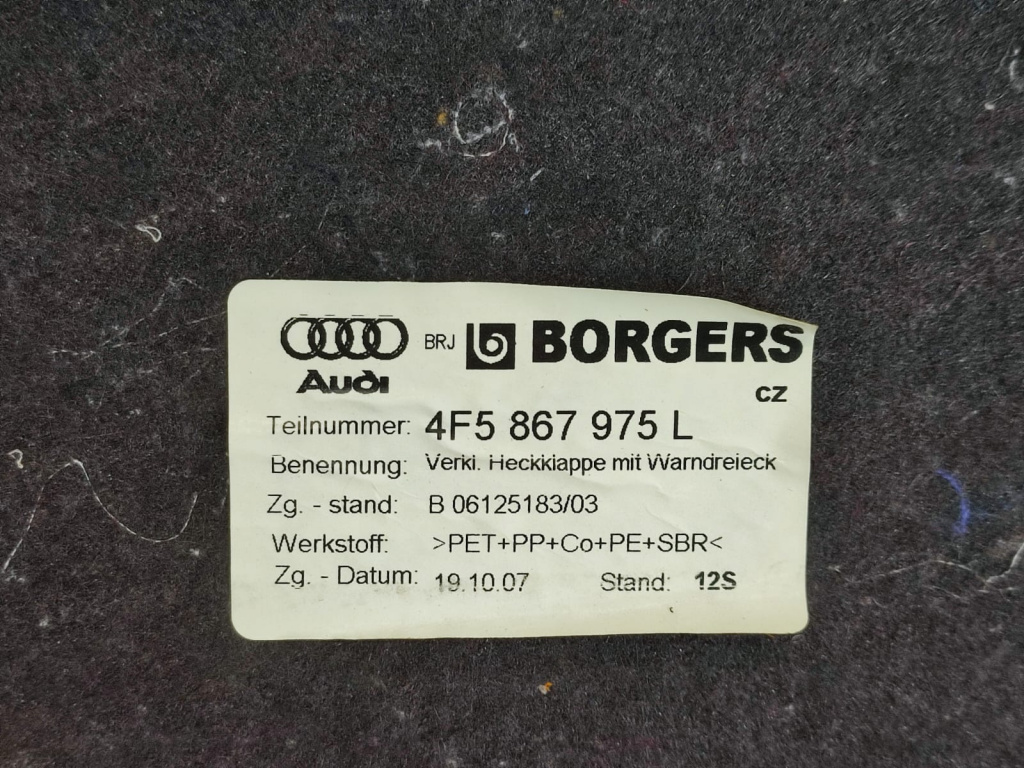 BRJ BORGERS
Audi
CZ
Teilnummer: 4F5 867 975 L
Benennung: Verkl. Heckklappe mit Warndreieck
Zg. - stand: B 06125183/03
Werkstoff: >PET+PP+Co+PE+SBR<
Zg. - Datum: 19.10.07 Stand: 12S